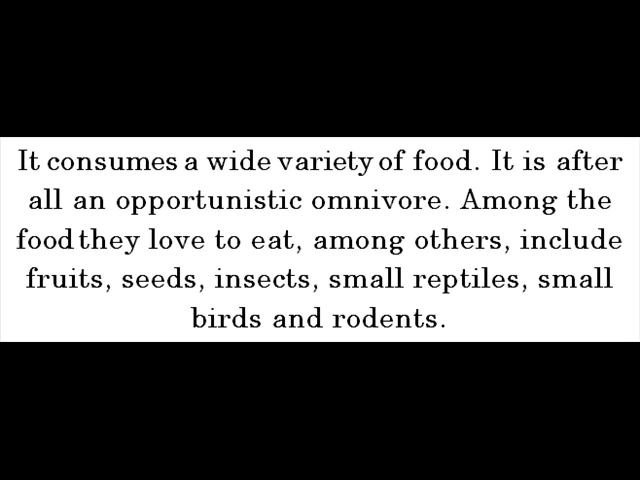 It consumes a wide variety of food. It is after
all an opportunistic omnivore. Among the
food they love to eat, among others, include
fruits, seeds, insects, small reptiles, small
birds and rodents.